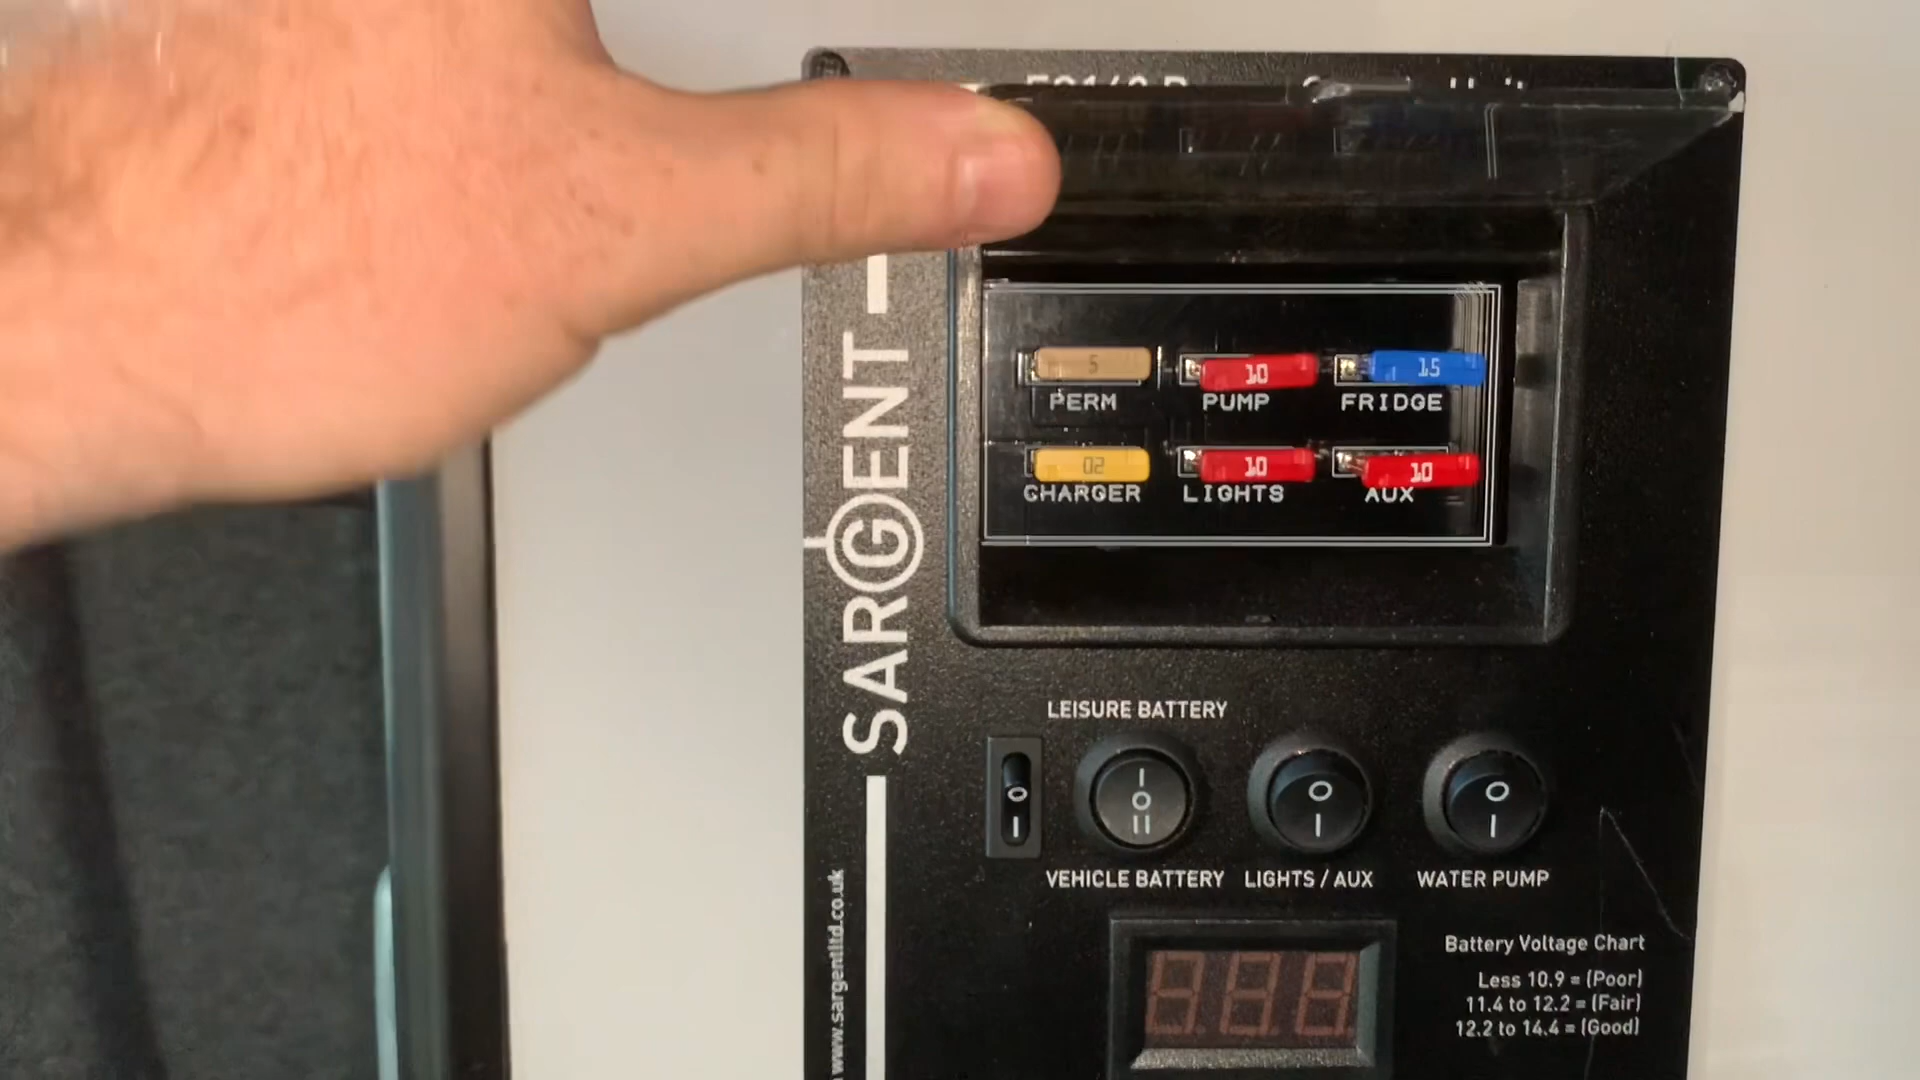 5 10 15
PERM PUMP FRIDGE
20 10 10
CHARGER LIGHTS AUX
SARGENT
LEISURE BATTERY
O I
I O II
O I
O I
VEHICLE BATTERY LIGHTS / AUX WATER PUMP
www.sargentltd.co.uk
Battery Voltage Chart
Less 10.9 = (Poor)
11.4 to 12.2 = (Fair)
12.2 to 14.4 = (Good)